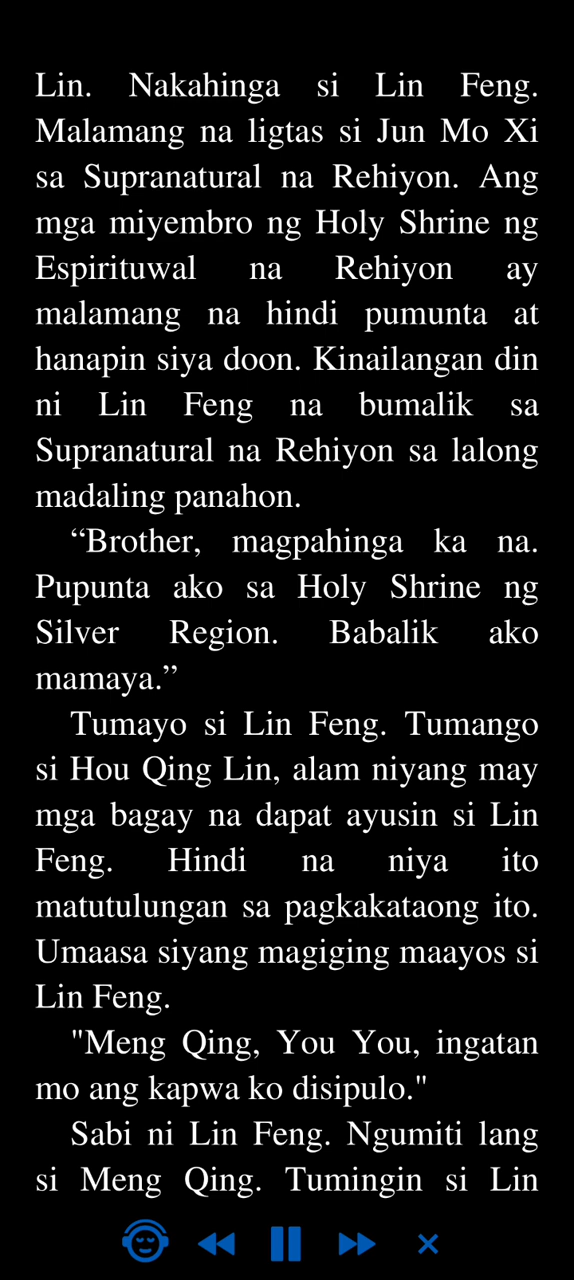 Lin. Nakahinga si Lin Feng.
Malamang na ligtas si Jun Mo Xi
sa Supranatural na Rehiyon. Ang
mga miyembro ng Holy Shrine ng
Espirituwal na Rehiyon ay
malamang na hindi pumunta at
hanapin siya doon. Kinailangan din
ni Lin Feng na bumalik sa
Supranatural na Rehiyon sa lalong
madaling panahon.
“Brother, magpahinga ka na.
Pupunta ako sa Holy Shrine ng
Silver Region. Babalik ako
mamaya.”
Tumayo si Lin Feng. Tumango
si Hou Qing Lin, alam niyang may
mga bagay na dapat ayusin si Lin
Feng. Hindi na niya ito
matutulungan sa pagkakataong ito.
Umaasa siyang magiging maayos si
Lin Feng.
"Meng Qing, You You, ingatan
mo ang kapwa ko disipulo."
Sabi ni Lin Feng. Ngumiti lang
si Meng Qing. Tumingin si Lin